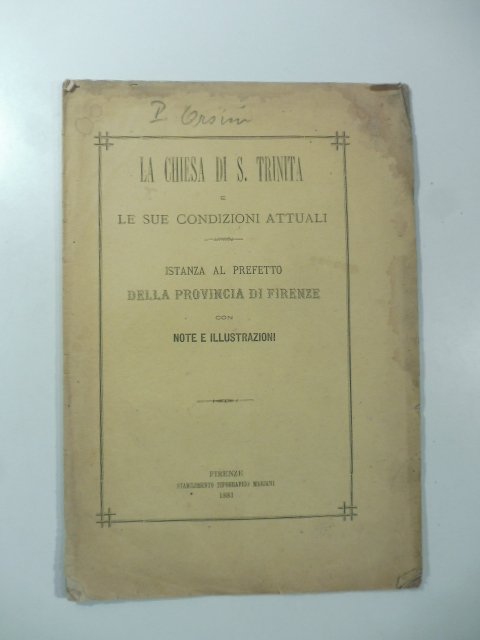 P. Orsini
LA CHIESA DI S. TRINITA
E
LE SUE CONDIZIONI ATTUALI
ISTANZA AL PREFETTO
DELLA PROVINCIA DI FIRENZE
CON
NOTE E ILLUSTRAZIONI
FIRENZE
STABILIMENTO TIPOGRAFICO MARIANI
1883